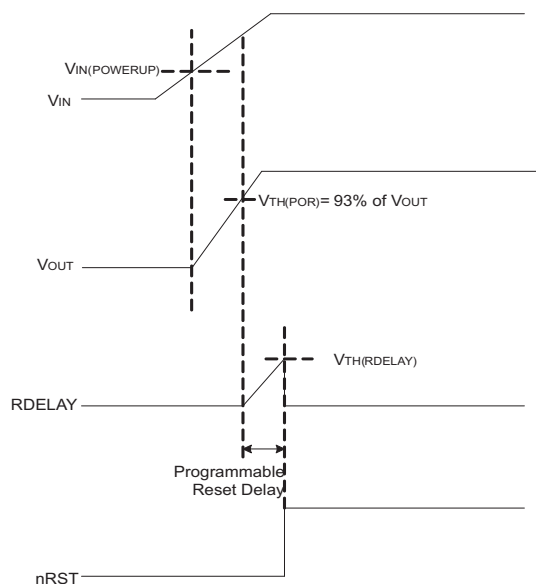 VIN(POWERUP)
VIN
VTH(POR)= 93% of VOUT
VOUT
VTH(RDELAY)
RDELAY
Programmable
Reset Delay
nRST